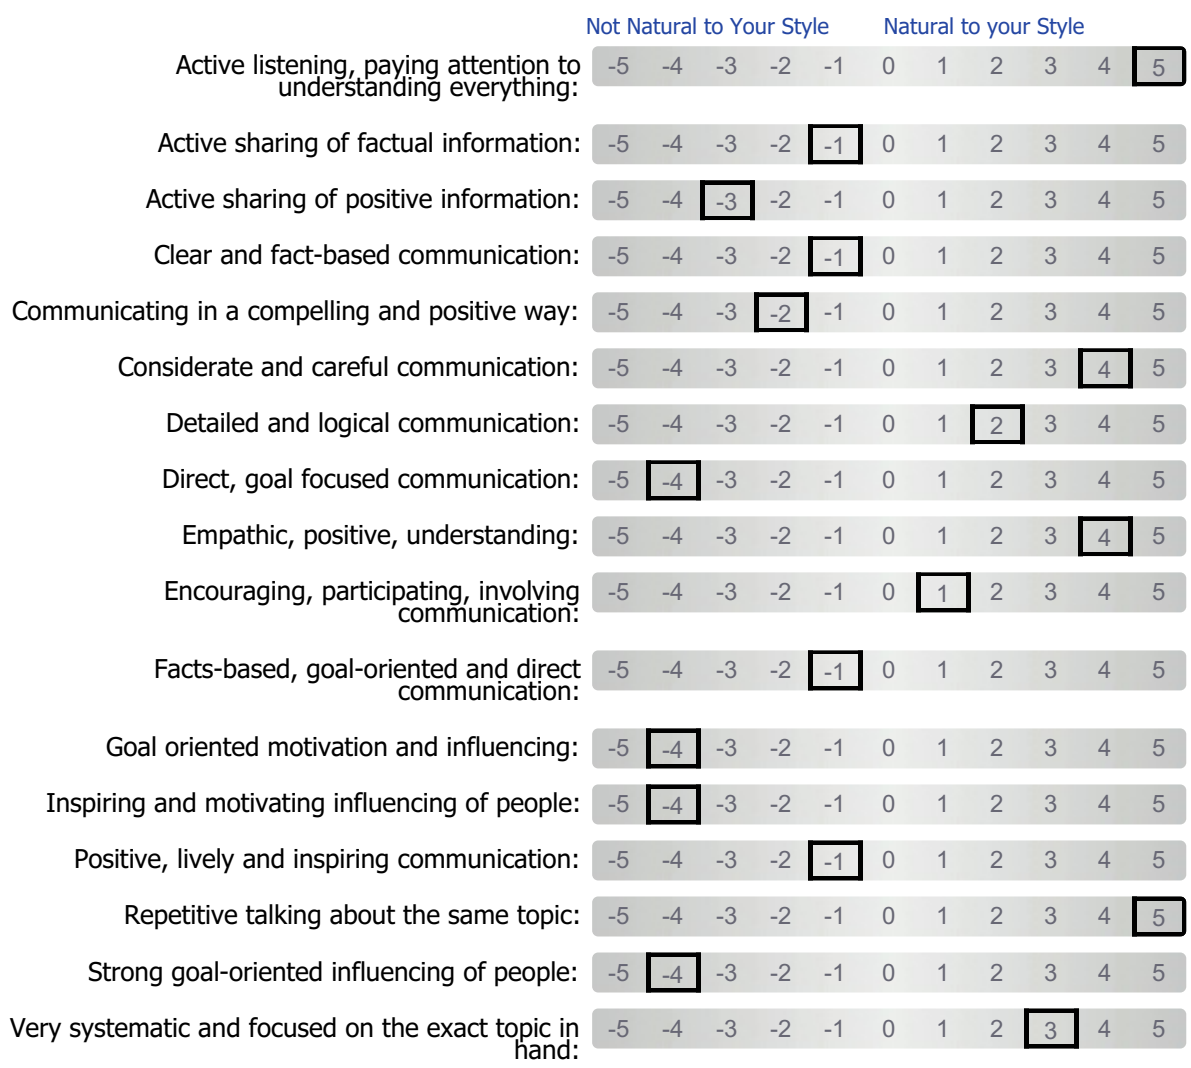 Not Natural to Your Style Natural to your Style
Active listening, paying attention to
understanding everything:
-5 -4 -3 -2 -1 0 1 2 3 4 5
Active sharing of factual information: -5 -4 -3 -2 -1 0 1 2 3 4 5
Active sharing of positive information: -5 -4 -3 -2 -1 0 1 2 3 4 5
Clear and fact-based communication: -5 -4 -3 -2 -1 0 1 2 3 4 5
Communicating in a compelling and positive way: -5 -4 -3 -2 -1 0 1 2 3 4 5
Considerate and careful communication: -5 -4 -3 -2 -1 0 1 2 3 4 5
Detailed and logical communication: -5 -4 -3 -2 -1 0 1 2 3 4 5
Direct, goal focused communication: -5 -4 -3 -2 -1 0 1 2 3 4 5
Empathic, positive, understanding: -5 -4 -3 -2 -1 0 1 2 3 4 5
Encouraging, participating, involving
communication:
-5 -4 -3 -2 -1 0 1 2 3 4 5
Facts-based, goal-oriented and direct
communication:
-5 -4 -3 -2 -1 0 1 2 3 4 5
Goal oriented motivation and influencing: -5 -4 -3 -2 -1 0 1 2 3 4 5
Inspiring and motivating influencing of people: -5 -4 -3 -2 -1 0 1 2 3 4 5
Positive, lively and inspiring communication: -5 -4 -3 -2 -1 0 1 2 3 4 5
Repetitive talking about the same topic: -5 -4 -3 -2 -1 0 1 2 3 4 5
Strong goal-oriented influencing of people: -5 -4 -3 -2 -1 0 1 2 3 4 5
Very systematic and focused on the exact topic in
hand:
-5 -4 -3 -2 -1 0 1 2 3 4 5